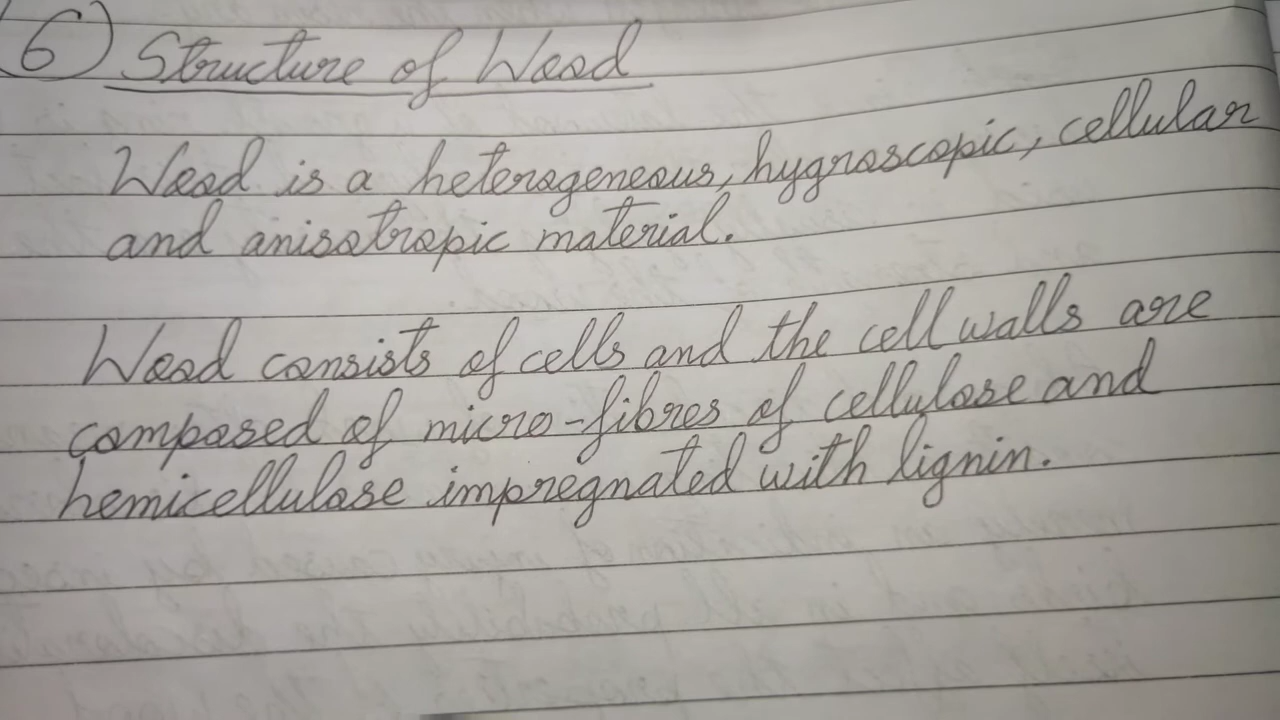 6) Structure of Wood
Wood is a heterogeneous, hygroscopic, cellular
and anisotropic material.
Wood consists of cells and the cell walls are
composed of micro-fibres of cellulose and
hemicellulose impregnated with lignin.